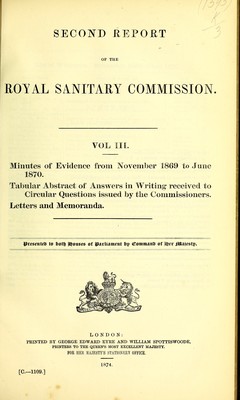 SECOND REPORT
OF THE
ROYAL SANITARY COMMISSION.
VOL III.
Minutes of Evidence from November 1869 to June
1870.
Tabular Abstract of Answers in Writing received to
Circular Questions issued by the Commissioners.
Letters and Memoranda.
Presented to both Houses of Parliament by Command of Her Majesty.
LONDON:
PRINTED BY GEORGE EDWARD EYRE AND WILLIAM SPOTTISWOODE,
PRINTERS TO THE QUEEN'S MOST EXCELLENT MAJESTY.
FOR HER MAJESTY'S STATIONERY OFFICE.
1874.
[C.—1109.]